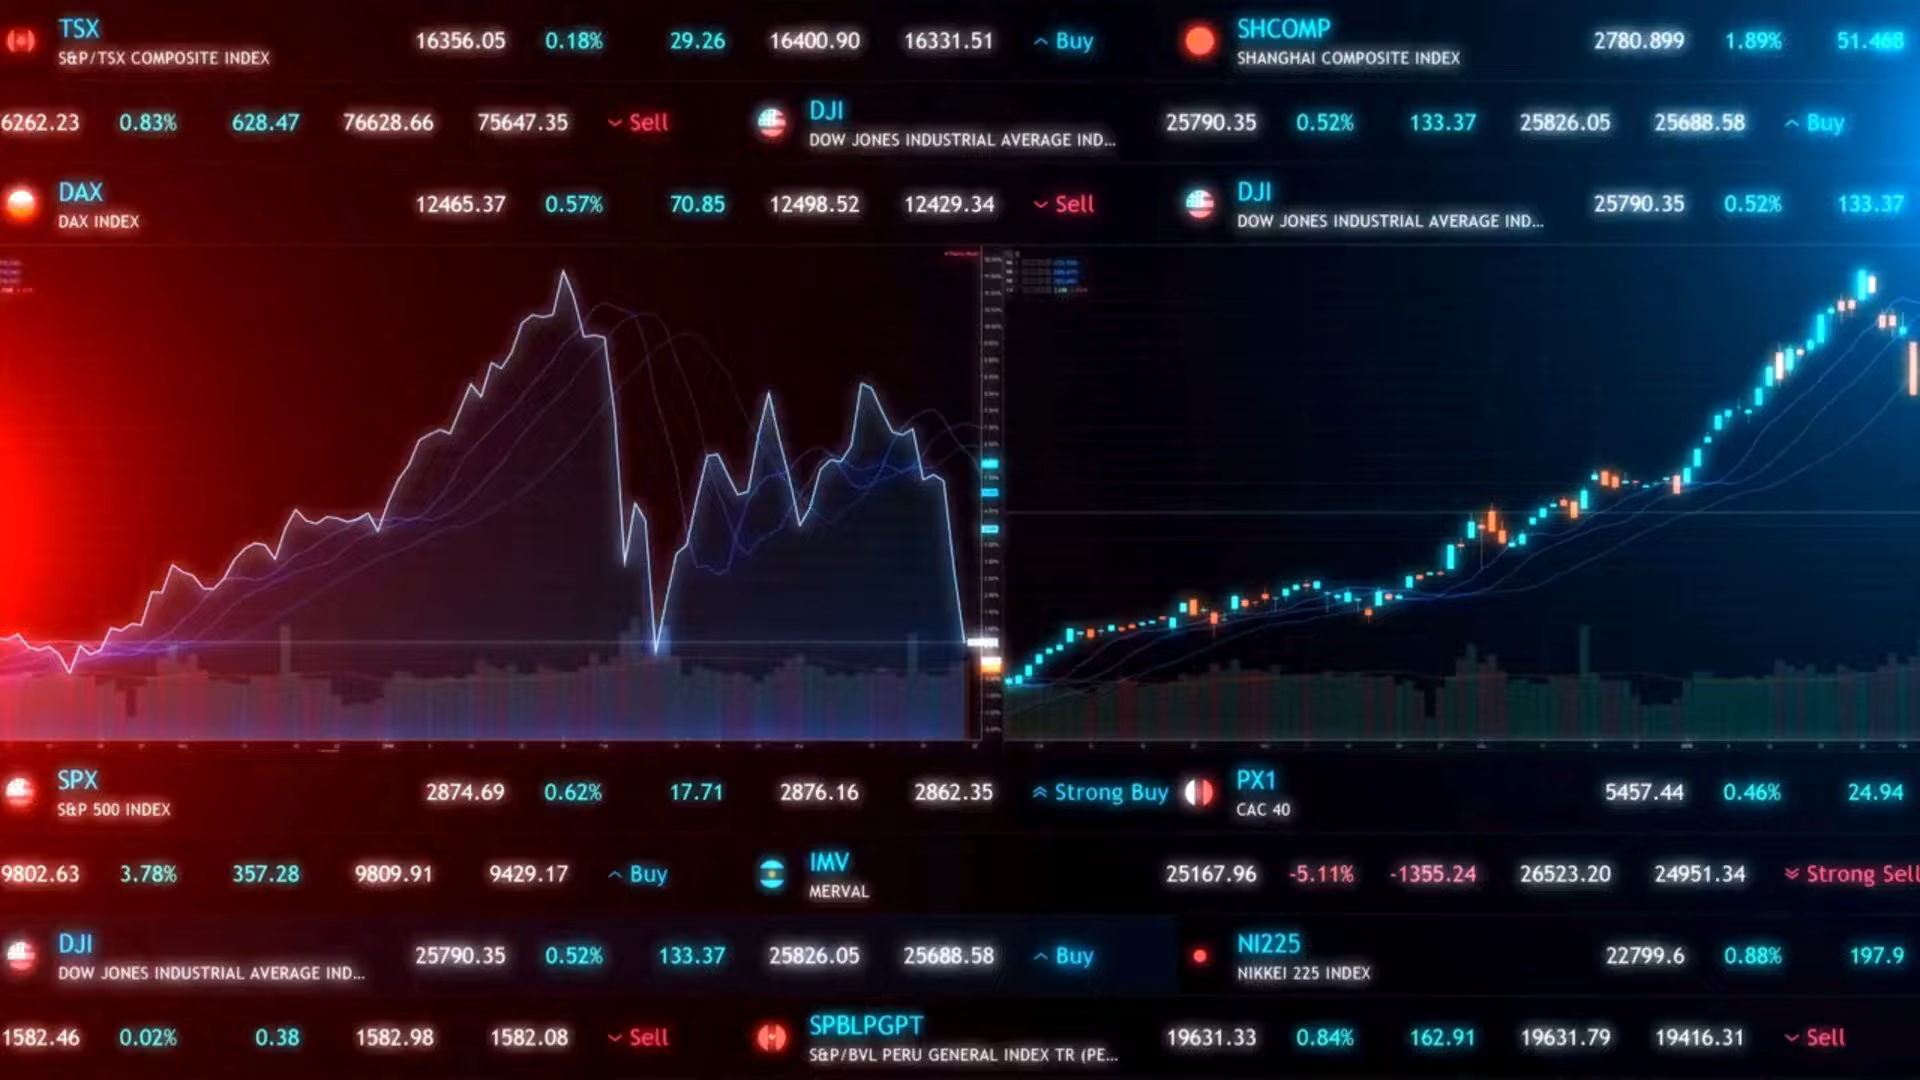 TSX
S&P/TSX COMPOSITE INDEX
16356.05 0.18% 29.26 16400.90 16331.51 Buy
SHCOMP
SHANGHAI COMPOSITE INDEX
2780.899 1.89% 51.468
6262.23 0.83% 628.47 76628.66 75647.35 Sell
DJI
DOW JONES INDUSTRIAL AVERAGE IND...
25790.35 0.52% 133.37 25826.05 25688.58 Buy
DAX
DAX INDEX
12465.37 0.57% 70.85 12498.52 12429.34 Sell
DJI
DOW JONES INDUSTRIAL AVERAGE IND...
25790.35 0.52% 133.37
SPX
S&P 500 INDEX
2874.69 0.62% 17.71 2876.16 2862.35 Strong Buy
PX1
CAC 40
5457.44 0.46% 24.94
9802.63 3.78% 357.28 9809.91 9429.17 Buy
IMV
MERVAL
25167.96 -5.11% -1355.24 26523.20 24951.34 Strong Sell
DJI
DOW JONES INDUSTRIAL AVERAGE IND...
25790.35 0.52% 133.37 25826.05 25688.58 Buy
NI225
NIKKEI 225 INDEX
22799.6 0.88% 197.9
1582.46 0.02% 0.38 1582.98 1582.08 Sell
SPBLPGPT
S&P/BVL PERU GENERAL INDEX TR (PE...
19631.33 0.84% 162.91 19631.79 19416.31 Sell